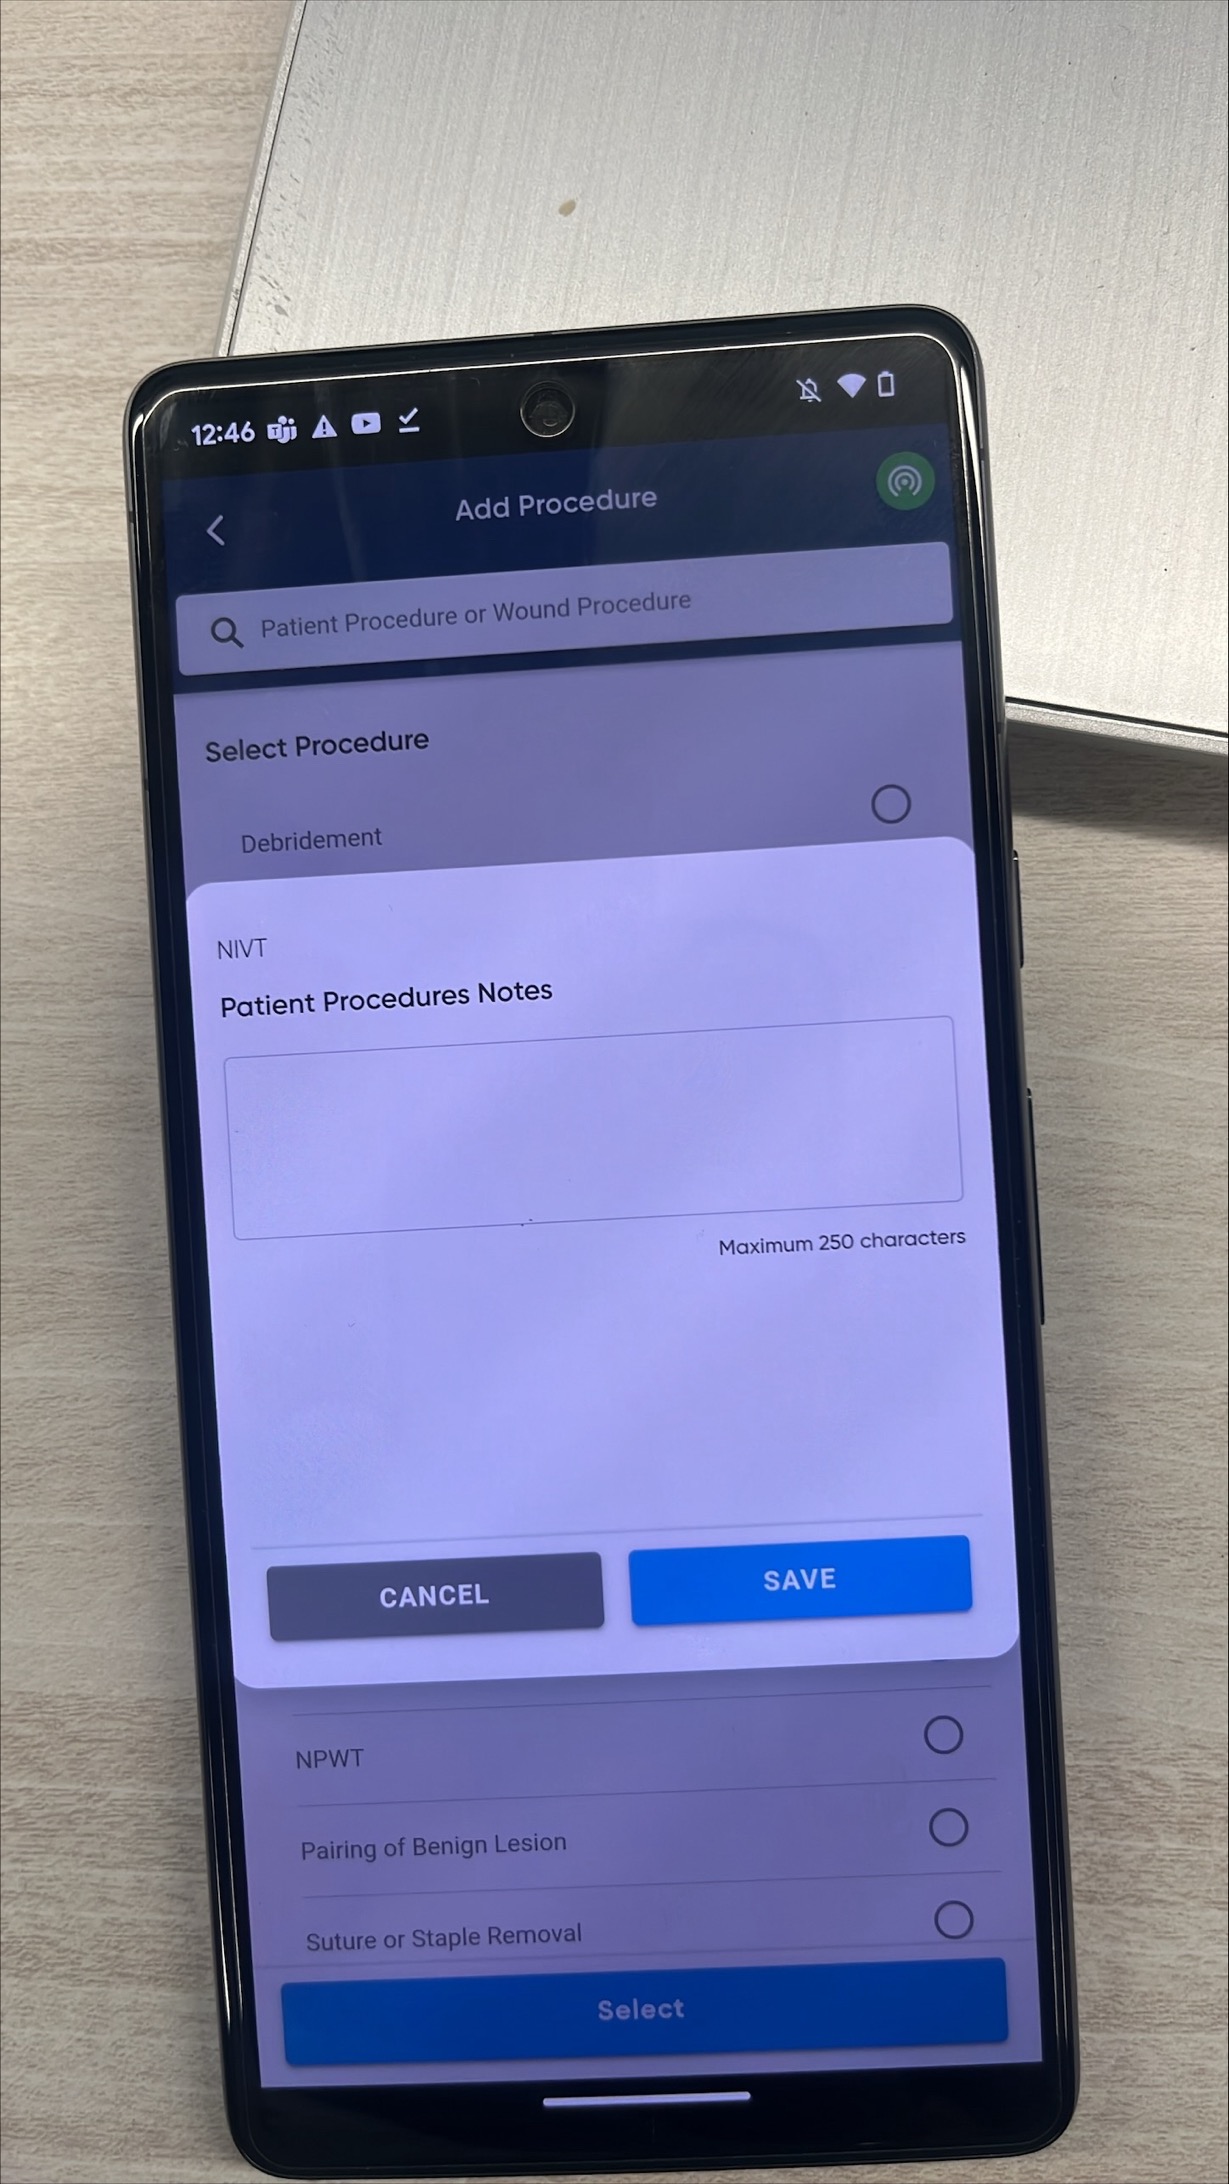 12:46
Add Procedure
Patient Procedure or Wound Procedure
Select Procedure
Debridement
NIVT
Patient Procedures Notes
Maximum 250 characters
CANCEL
SAVE
NPWT
Pairing of Benign Lesion
Suture or Staple Removal
Select